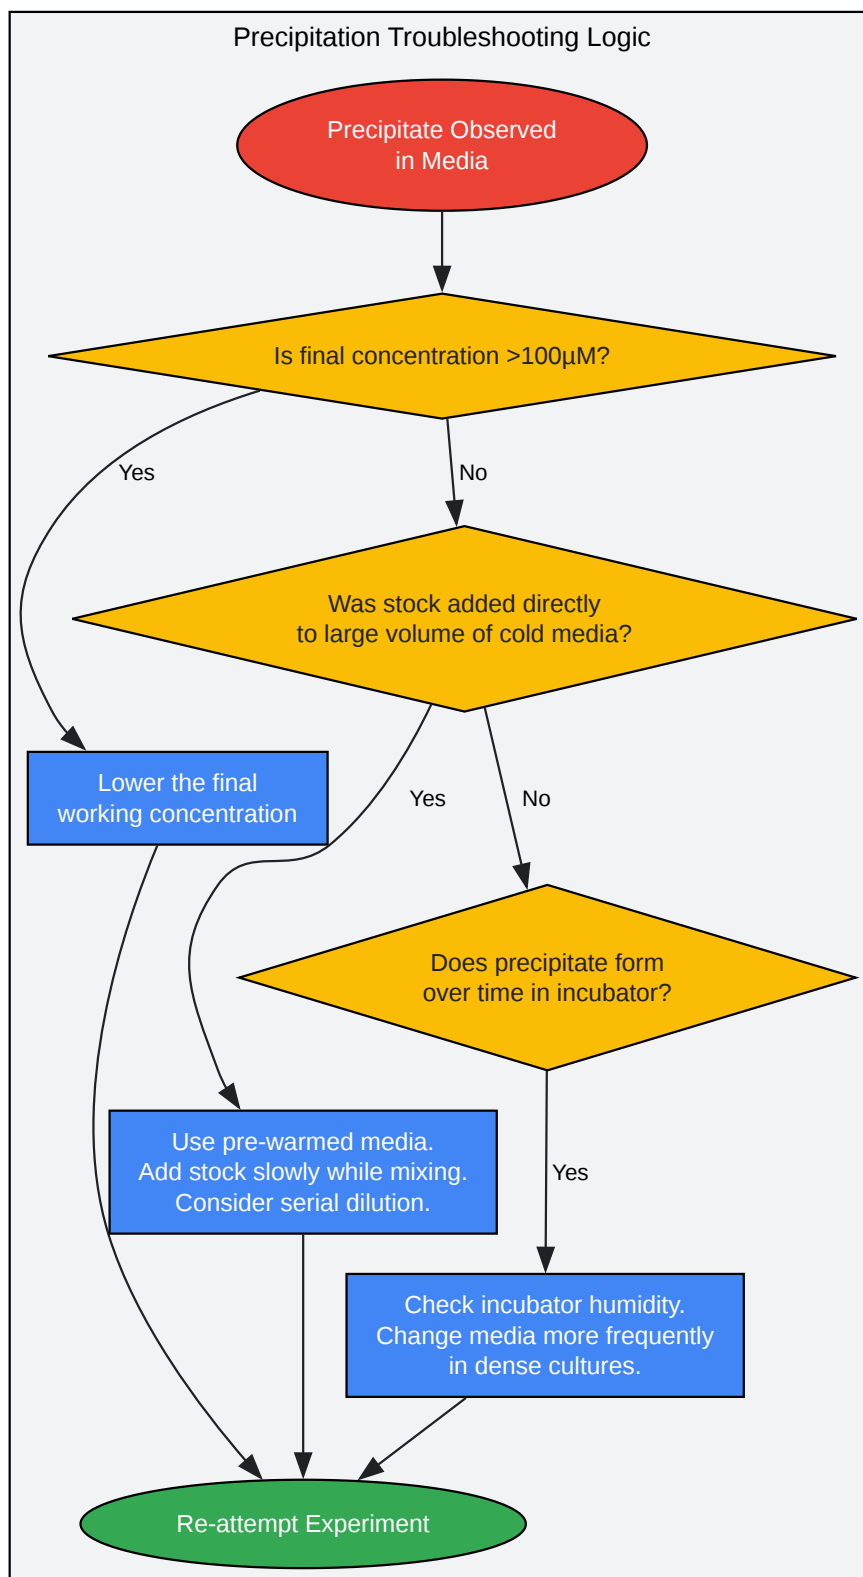 Precipitation Troubleshooting Logic
Precipitate Observed
in Media
Is final concentration >100µM?
Yes
No
Was stock added directly
to large volume of cold media?
Lower the final
working concentration
Yes
No
Does precipitate form
over time in incubator?
Use pre-warmed media.
Add stock slowly while mixing.
Consider serial dilution.
Yes
Check incubator humidity.
Change media more frequently
in dense cultures.
Re-attempt Experiment